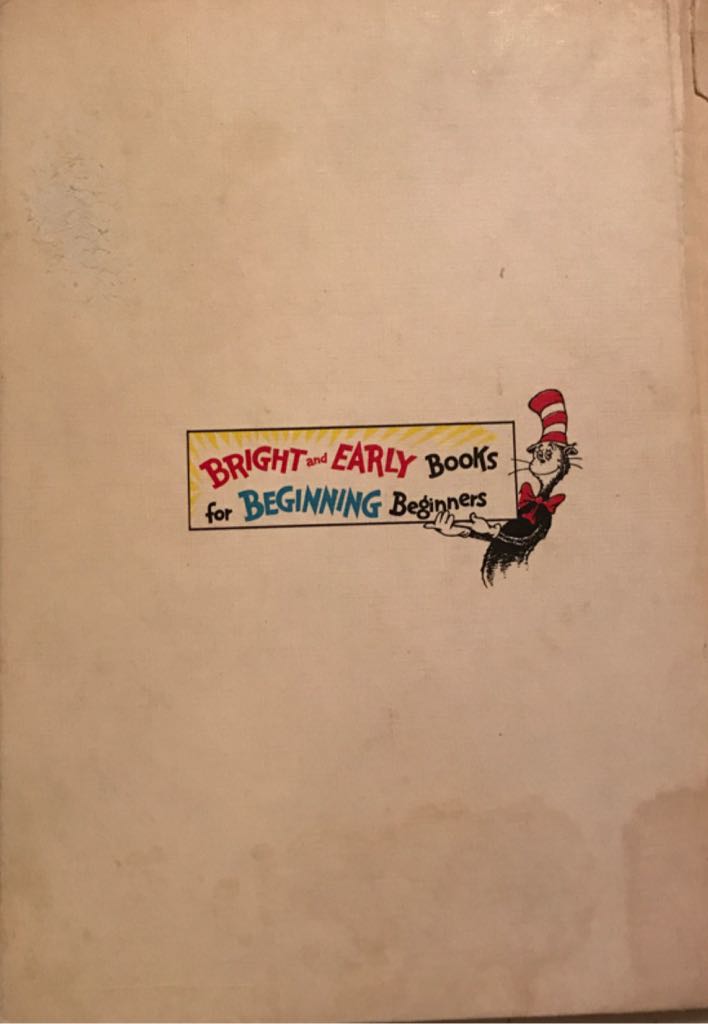 BRIGHT and EARLY Books
for BEGINNING Beginners